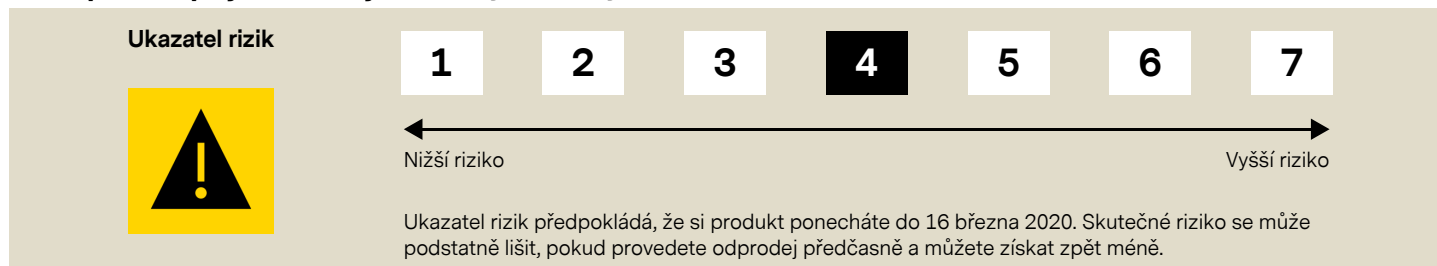 Ukazatel rizik
1 2 3 4 5 6 7
Nižší riziko Vyšší riziko
Ukazatel rizik předpokládá, že si produkt ponecháte do 16 března 2020. Skutečné riziko se může
podstatně lišit, pokud provedete odprodej předčasně a můžete získat zpět méně.